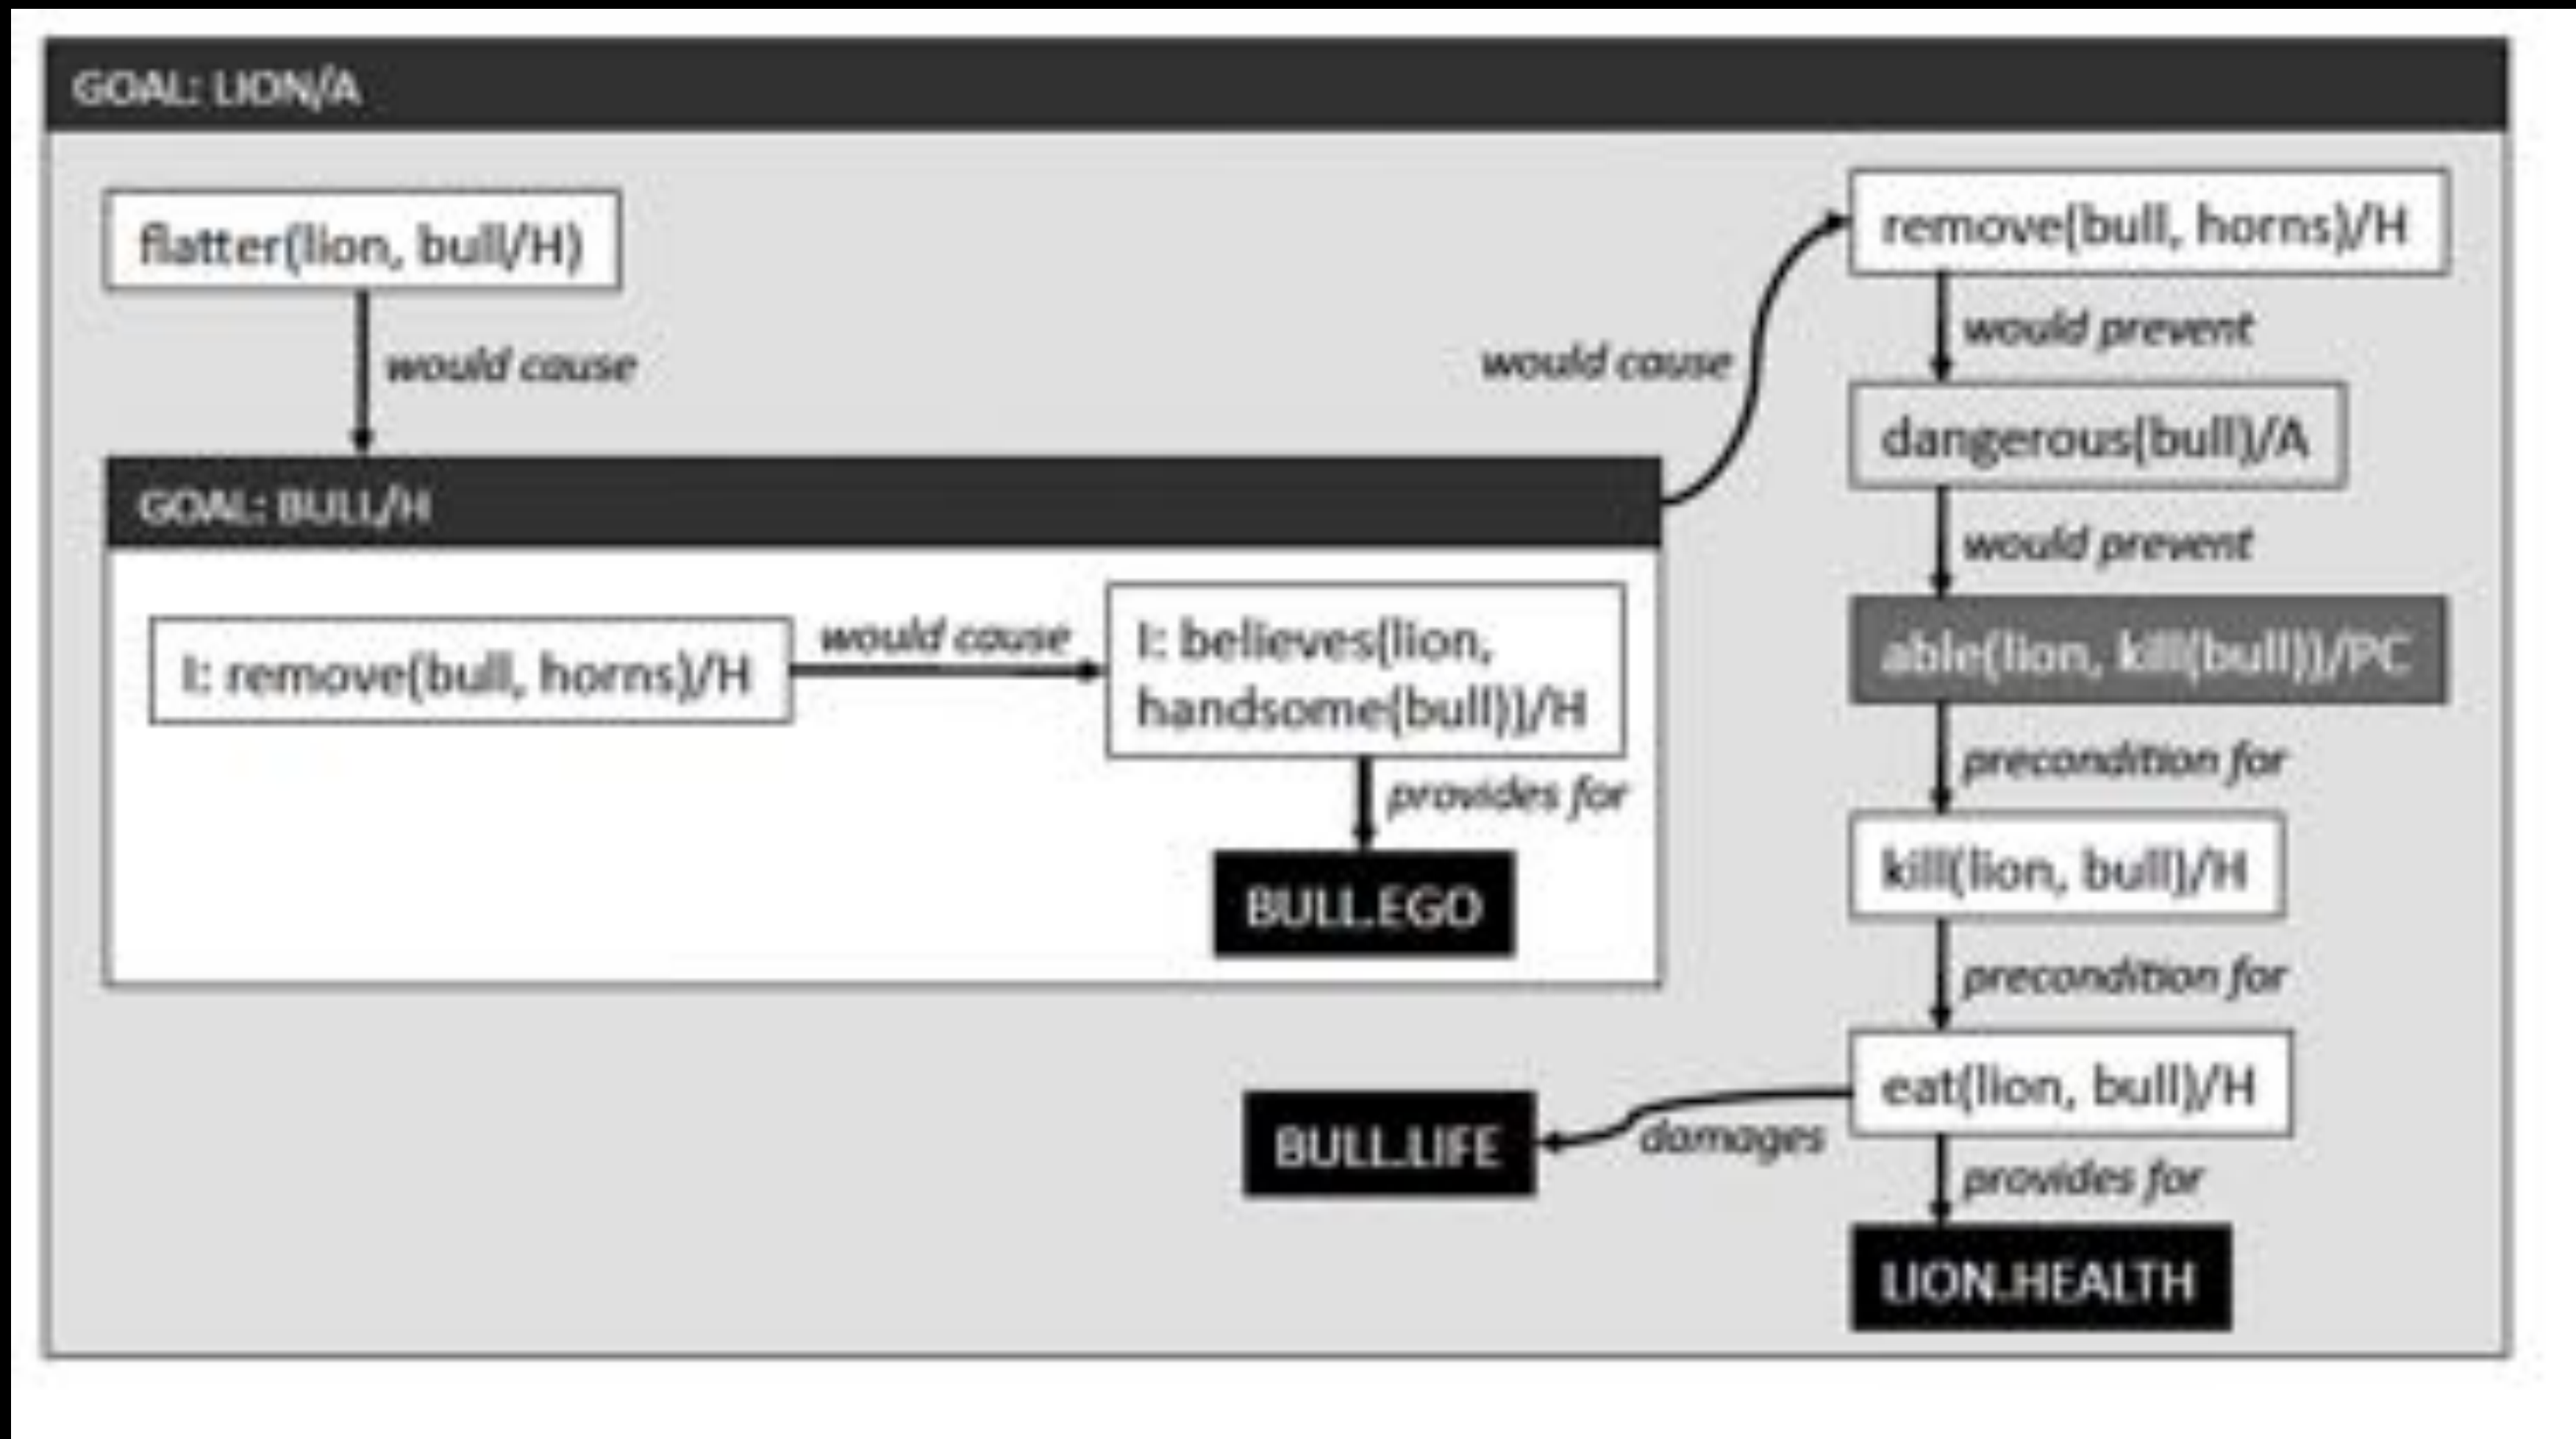 GOAL: LION/A
flatter(lion, bull/H)
would cause
GOAL: BULL/H
I: remove(bull, horns)/H
would cause
I: believes(lion,
handsome(bull))/H
provides for
BULL.EGO
would cause
remove(bull, horns)/H
would prevent
dangerous(bull)/A
would prevent
able(lion, kill(bull))/PC
precondition for
kill(lion, bull)/H
precondition for
eat(lion, bull)/H
damages
BULL.LIFE
provides for
LION.HEALTH